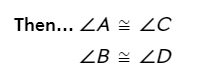 Then... ∠A ≅ ∠C
∠B ≅ ∠D